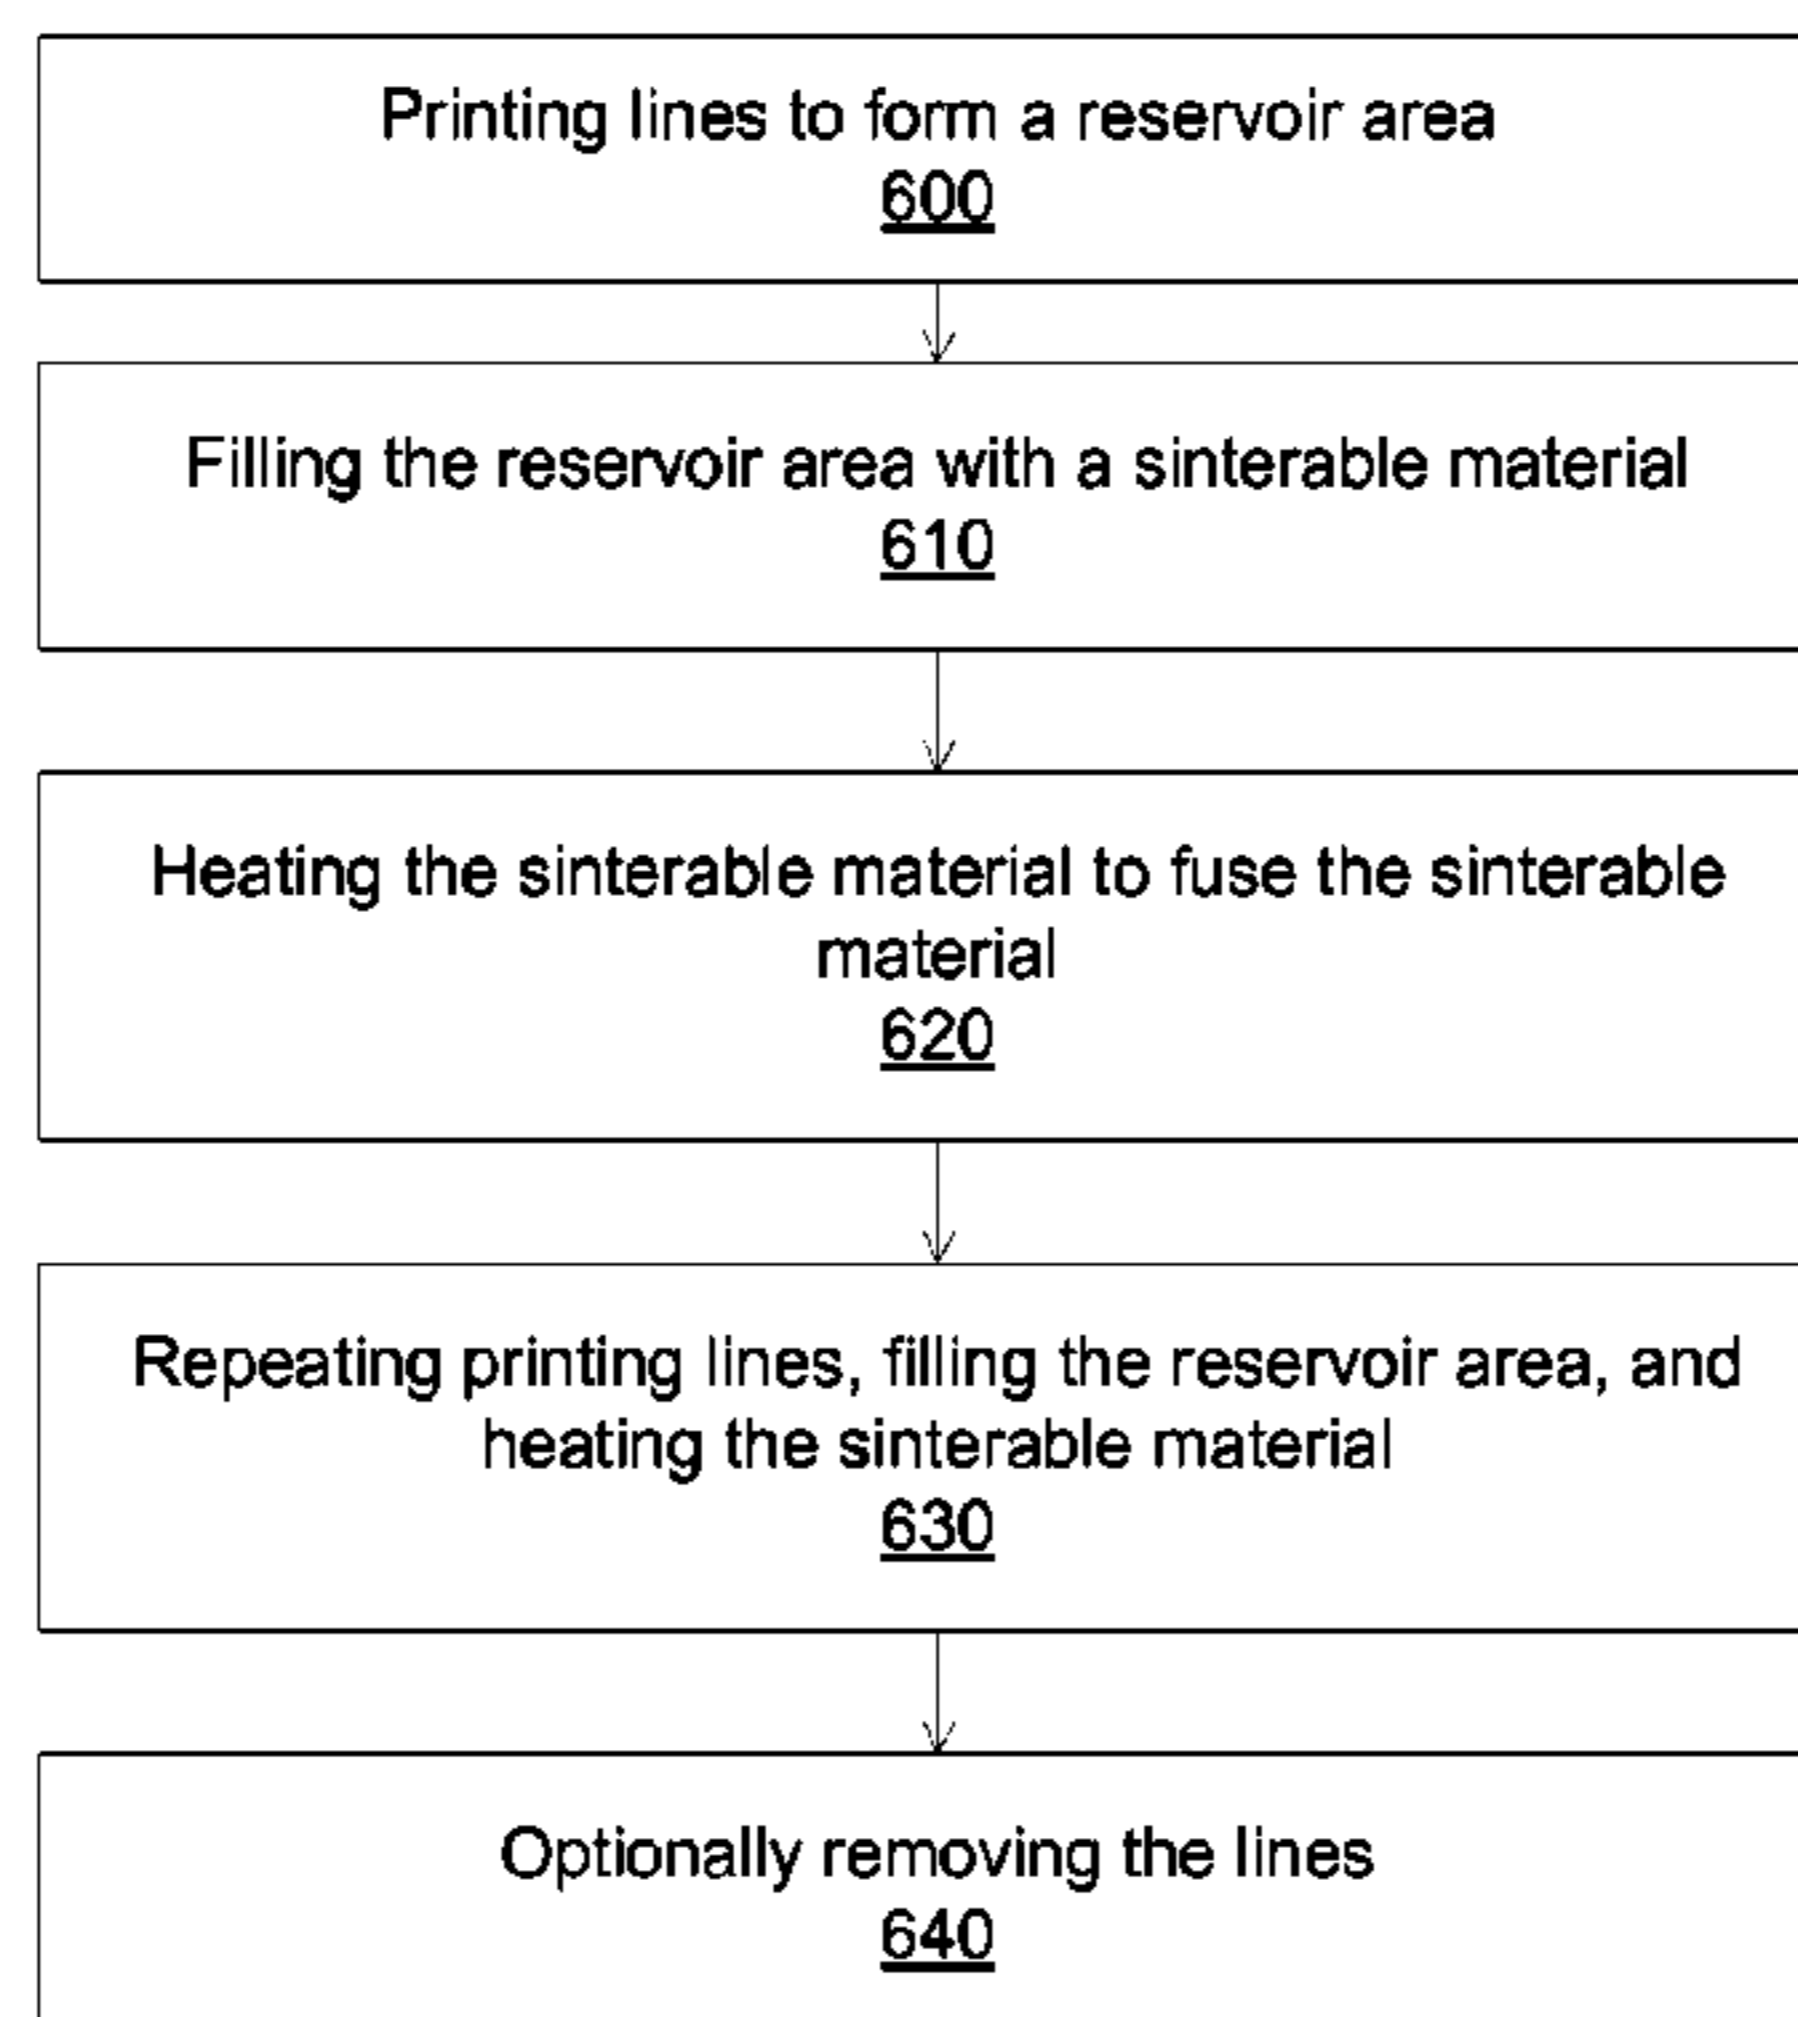 Printing lines to form a reservoir area
600
Filling the reservoir area with a sinterable material
610
Heating the sinterable material to fuse the sinterable
material
620
Repeating printing lines, filling the reservoir area, and
heating the sinterable material
630
Optionally removing the lines
640